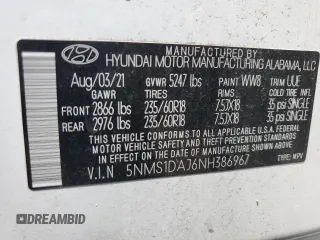 MANUFACTURED BY
HYUNDAI MOTOR MANUFACTURING ALABAMA, LLC
Aug/03/21 GVWR 5247 lbs PAINT WW8 TRIM UUE
GAWR TIRES RIMS COLD TIRE INFL
FRONT 2866 lbs 235/60R18 7.5JX18 35 psi SINGLE
REAR 2976 lbs 235/60R18 7.5JX18 35 psi SINGLE
THIS VEHICLE CONFORMS TO ALL APPLICABLE FEDERAL MOTOR
VEHICLE SAFETY, BUMPER, AND THEFT PREVENTION STANDARDS IN
EFFECT ON THE DATE OF MANUFACTURE SHOWN ABOVE.
V.I.N 5NMS1DAJ6NH386967 TYPE: MPV
DREAMBID.COM